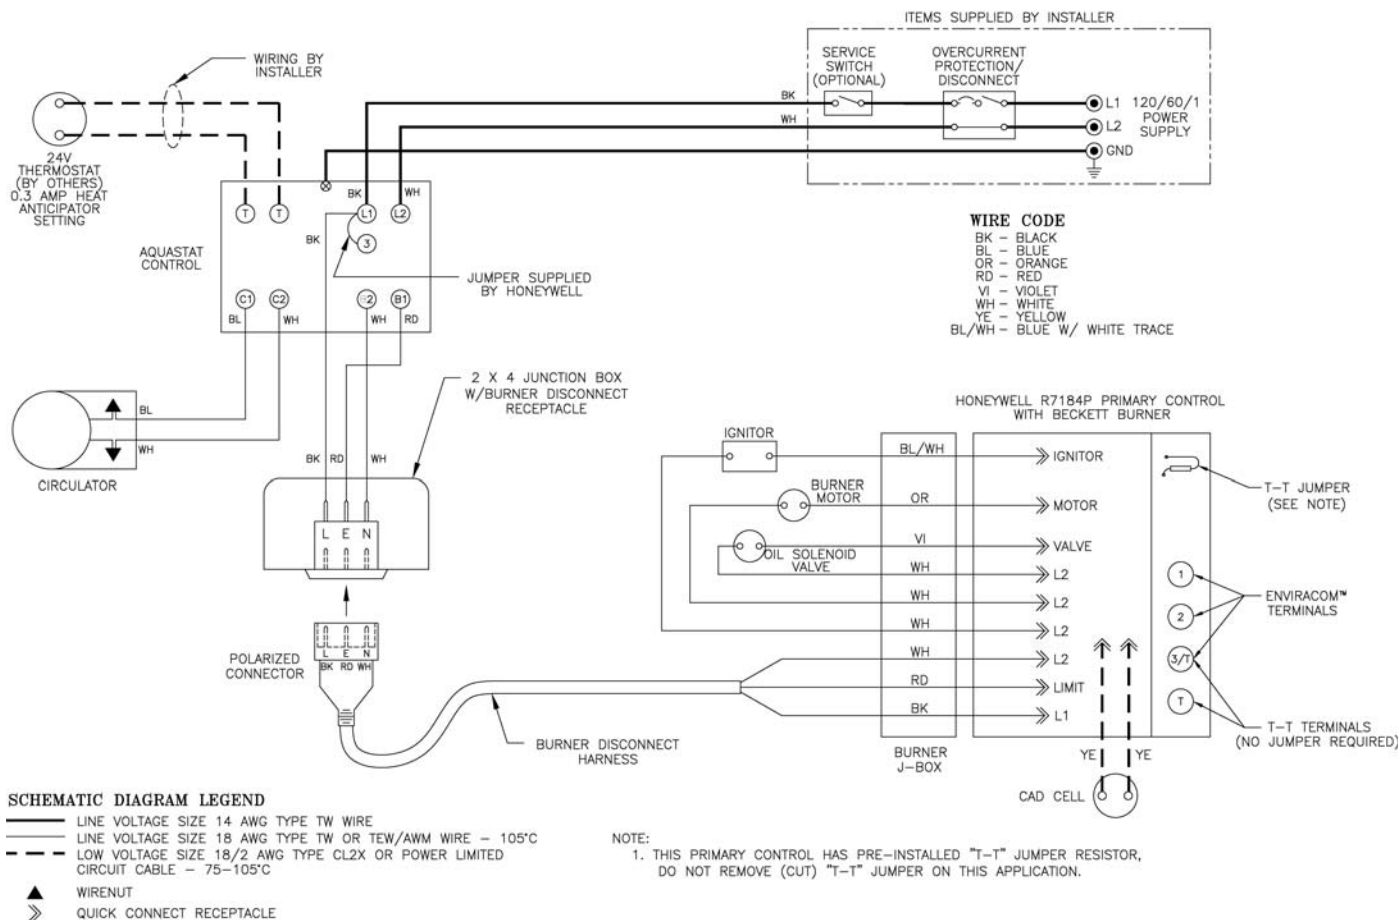 ITEMS SUPPLIED BY INSTALLER
SERVICE
SWITCH
(OPTIONAL)
OVERCURRENT
PROTECTION/
DISCONNECT
WIRING BY
INSTALLER
BK
WH
L1
L2
GND
120/60/1
POWER
SUPPLY
24V
THERMOSTAT
(BY OTHERS)
0.3 AMP HEAT
ANTICIPATOR
SETTING
BK
WH
T
T
L1
L2
BK
3
AQUASTAT
CONTROL
JUMPER SUPPLIED
BY HONEYWELL
C1
C2
B1
BL
WH
WH
RD
WIRE CODE
BK - BLACK
BL - BLUE
OR - ORANGE
RD - RED
VI - VIOLET
WH - WHITE
YE - YELLOW
BL/WH - BLUE W/ WHITE TRACE
2 X 4 JUNCTION BOX
W/BURNER DISCONNECT
RECEPTACLE
BL
WH
CIRCULATOR
BK
RD
WH
L E N
L E N
BK RD WH
POLARIZED
CONNECTOR
BURNER DISCONNECT
HARNESS
HONEYWELL R7184P PRIMARY CONTROL
WITH BECKETT BURNER
IGNITOR
BL/WH
IGNITOR
BURNER
MOTOR
OR
MOTOR
OIL SOLENOID
VALVE
VI
VALVE
WH
L2
WH
L2
WH
L2
WH
L2
RD
LIMIT
BK
L1
BURNER
J-BOX
T-T JUMPER
(SEE NOTE)
1
2
3/T
T
ENVIRACOM™
TERMINALS
T-T TERMINALS
(NO JUMPER REQUIRED)
YE
YE
CAD CELL
SCHEMATIC DIAGRAM LEGEND
LINE VOLTAGE SIZE 14 AWG TYPE TW WIRE
LINE VOLTAGE SIZE 18 AWG TYPE TW OR TEW/AWM WIRE - 105°C
LOW VOLTAGE SIZE 18/2 AWG TYPE CL2X OR POWER LIMITED
CIRCUIT CABLE - 75-105°C
WIRENUT
QUICK CONNECT RECEPTACLE
NOTE:
1. THIS PRIMARY CONTROL HAS PRE-INSTALLED "T-T" JUMPER RESISTOR,
DO NOT REMOVE (CUT) "T-T" JUMPER ON THIS APPLICATION.